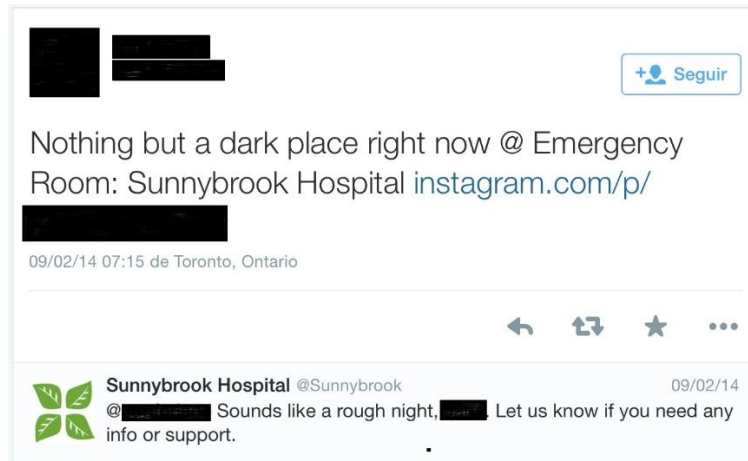 Seguir
Nothing but a dark place right now @ Emergency
Room: Sunnybrook Hospital instagram.com/p/
09/02/14 07:15 de Toronto, Ontario
Sunnybrook Hospital @Sunnybrook 09/02/14
@ Sounds like a rough night, . Let us know if you need any
info or support.